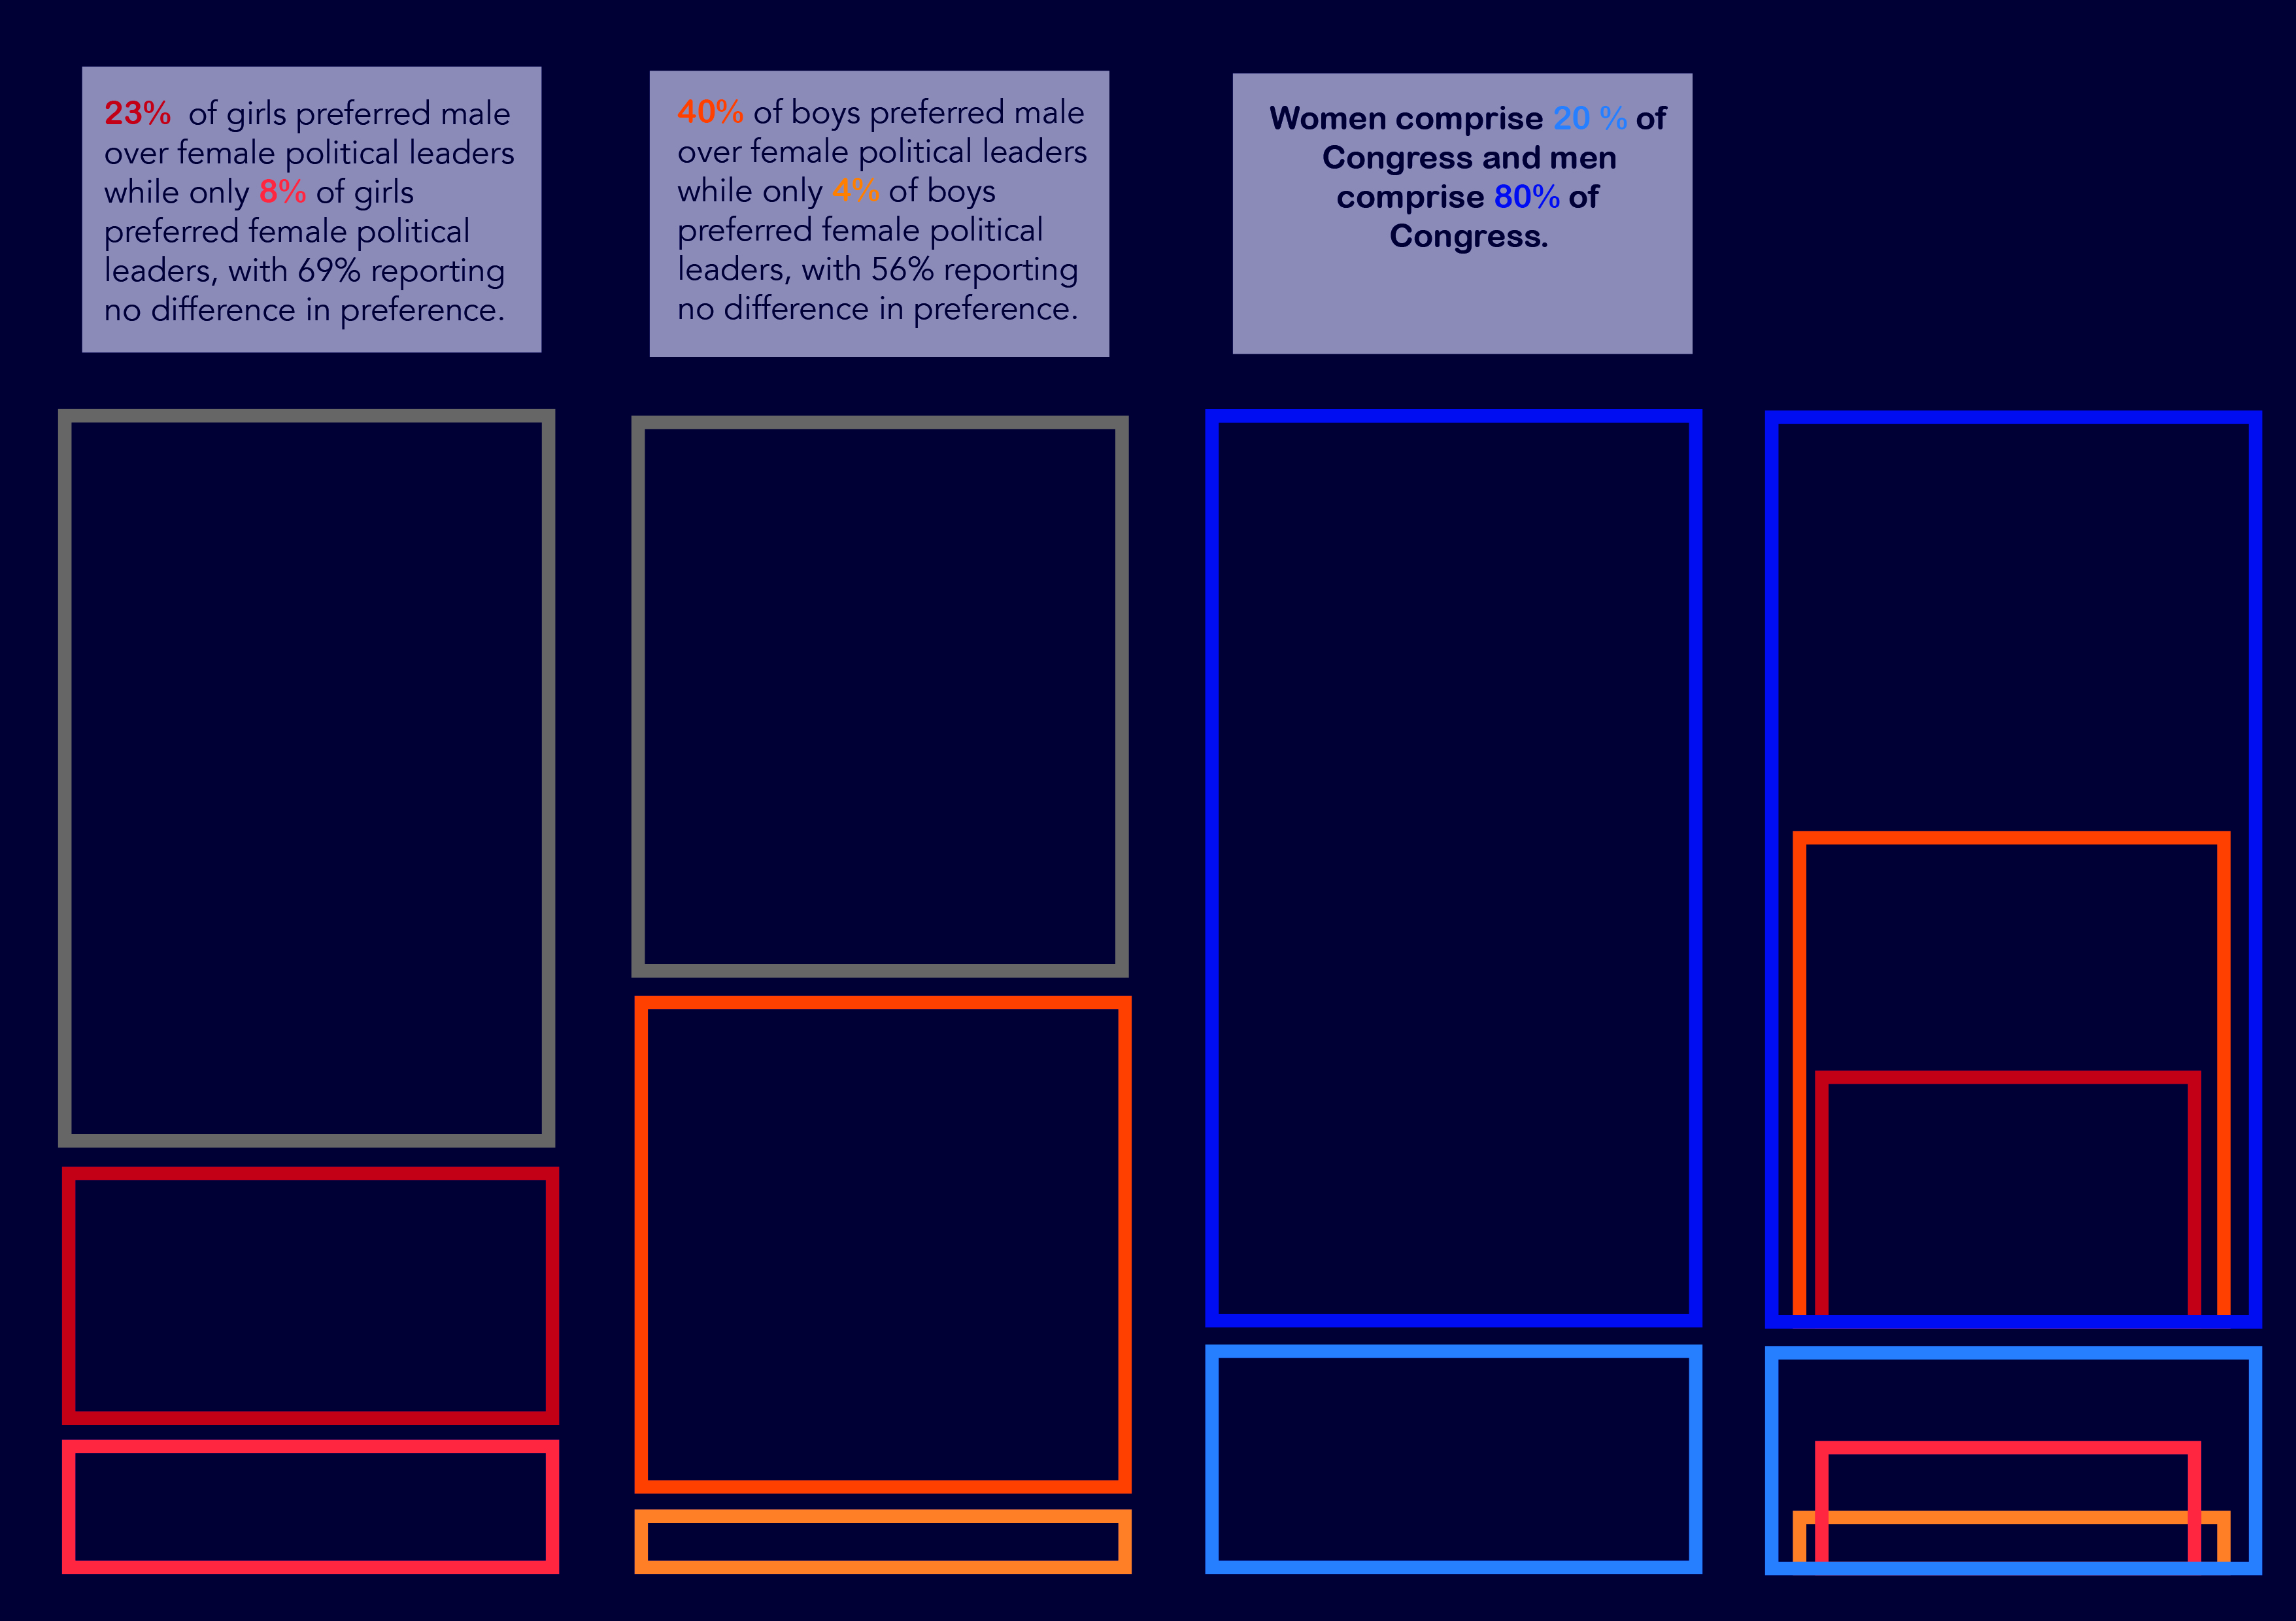 23% of girls preferred male
over female political leaders
while only 8% of girls
preferred female political
leaders, with 69% reporting
no difference in preference.
40% of boys preferred male
over female political leaders
while only 4% of boys
preferred female political
leaders, with 56% reporting
no difference in preference.
Women comprise 20 % of
Congress and men
comprise 80% of
Congress.